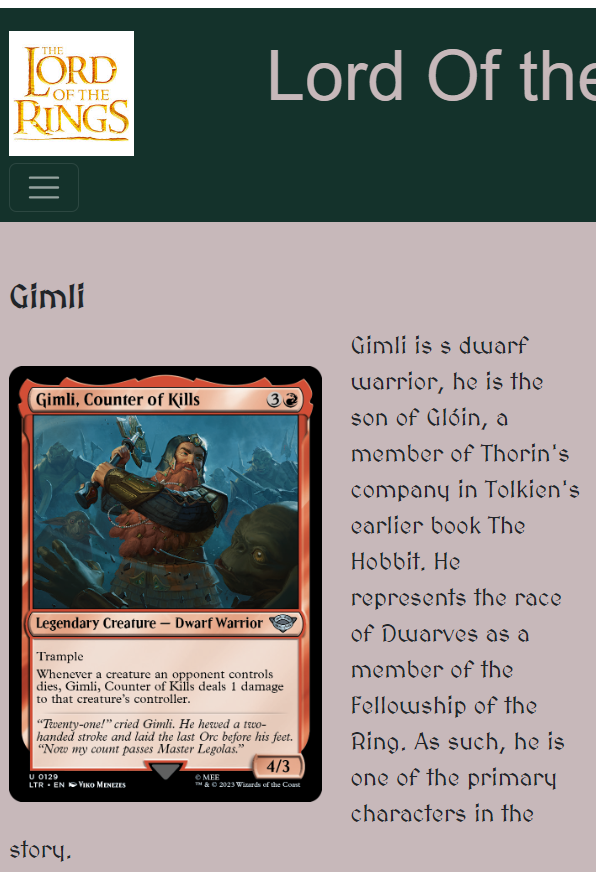 THE
LORD
OF THE
RINGS
Lord Of the
Gimli
Gimli, Counter of Kills 3
Legendary Creature — Dwarf Warrior
Trample
Whenever a creature an opponent controls
dies, Gimli, Counter of Kills deals 1 damage
to that creature's controller.
“Twenty-one!” cried Gimli. He hewed a two-
handed stroke and laid the last Orc before his feet.
“Now my count passes Master Legolas.”
4/3
U 0129
LTR • EN Viko Menezes
© MEE
™ & © 2023 Wizards of the Coast
Gimli is s dwarf
warrior, he is the
son of Glóin, a
member of Thorin's
company in Tolkien's
earlier book The
Hobbit. He
represents the race
of Dwarves as a
member of the
Fellowship of the
Ring. As such, he is
one of the primary
characters in the
story.